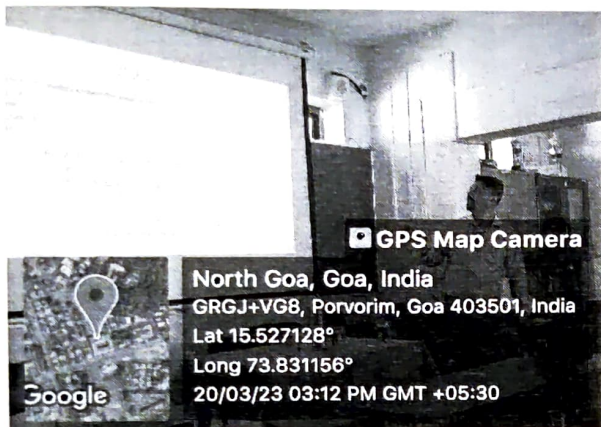 GPS Map Camera
North Goa, Goa, India
GRGJ+VG8, Porvorim, Goa 403501, India
Lat 15.527128°
Long 73.831156°
20/03/23 03:12 PM GMT +05:30
Google